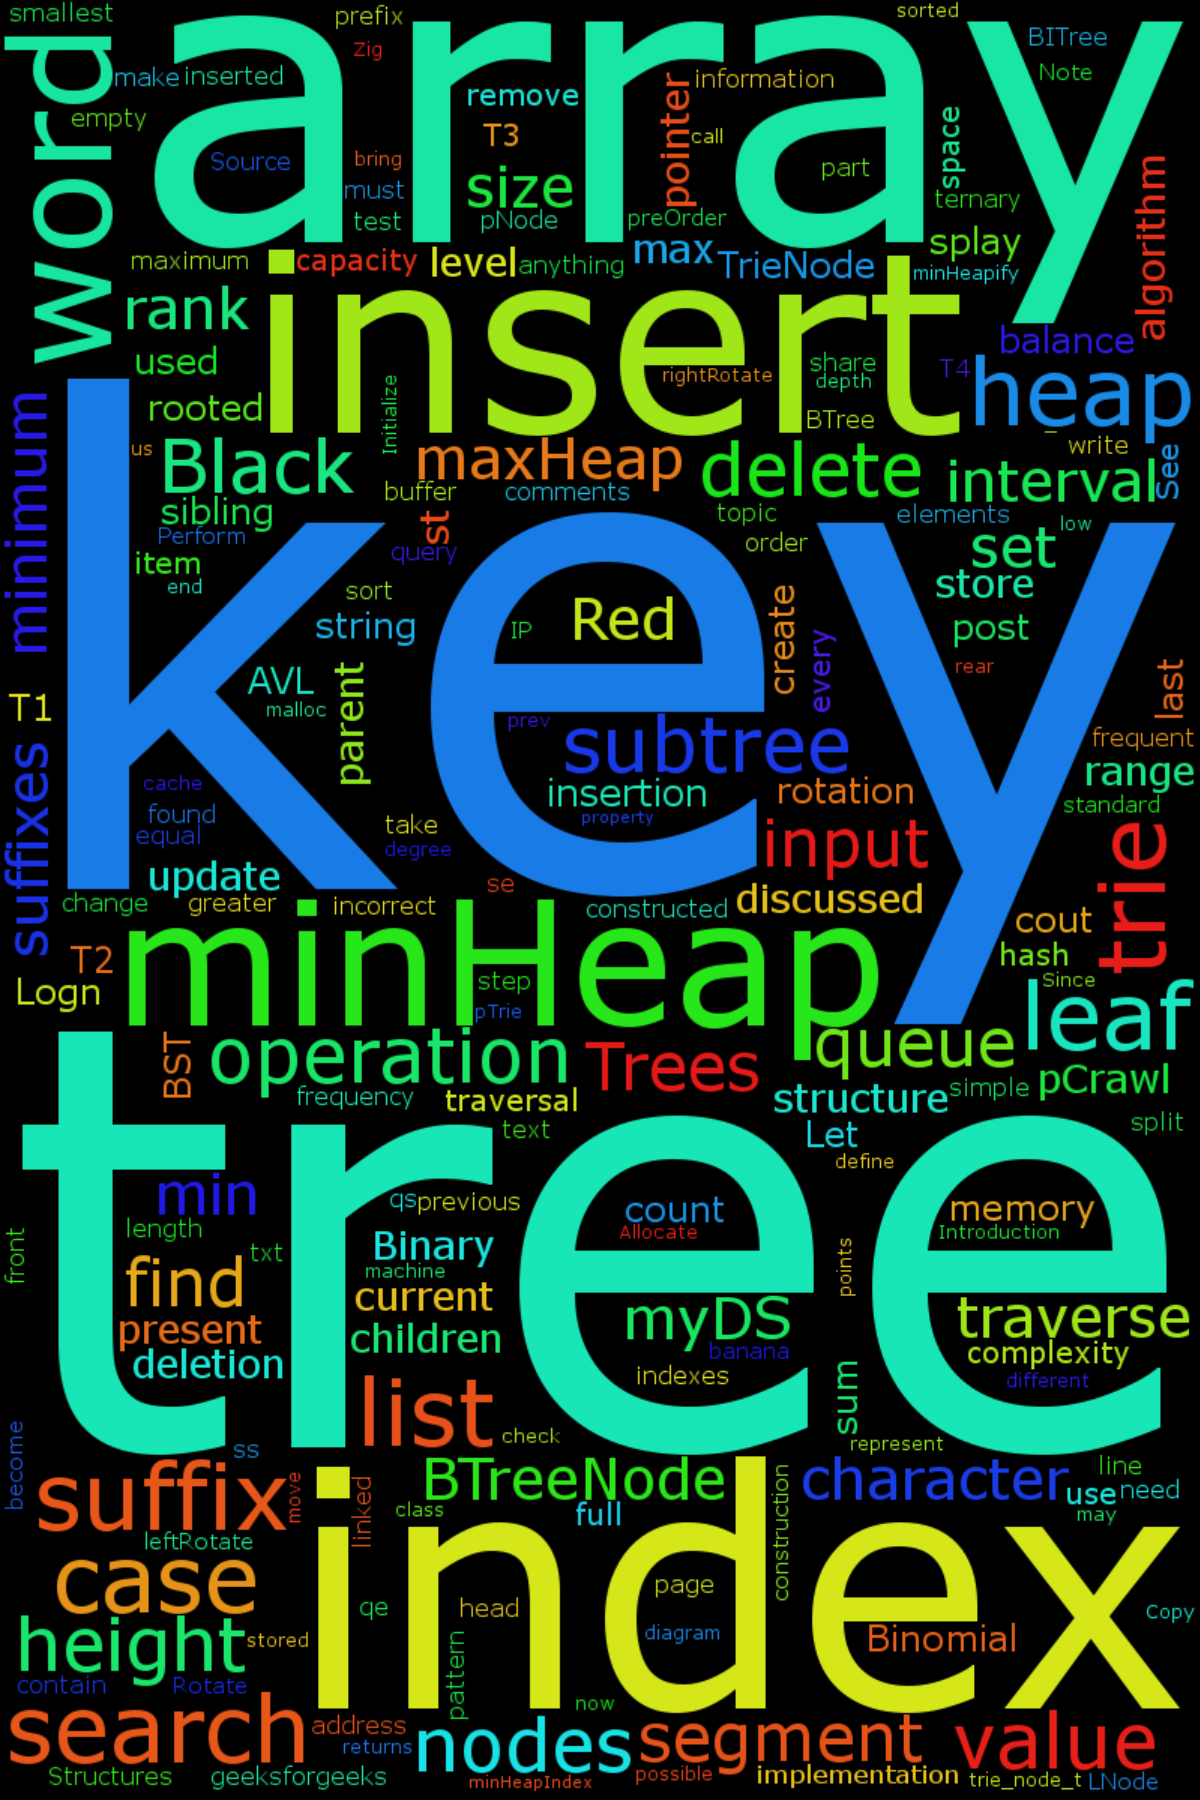 smallest
prefix
sorted
array
word
Zig
BITree
make
inserted
information
Note
remove
pointer
empty
T3
call
space
Source
bring
part
algorithm
must
size
ternary
test
pNode
preOrder
splay
maximum
capacity
level
anything
max
TrieNode
minHeapify
insert
rank
balance
used
rightRotate
share
depth
T4
heap
rooted
Initialize
BTree
minimum
key
us
Black
maxHeap
delete
write
interval
See
buffer
comments
sibling
st
topic
elements
low
Perform
query
order
set
item
end
sort
create
store
string
IP
Red
every
post
AVL
parent
rear
last
T1
malloc
prev
subtree
frequent
suffixes
range
cache
insertion
rotation
standard
found
property
equal
take
degree
input
trie
update
se
discussed
change
greater
incorrect
constructed
cout
minHeap
hash
T2
step
Since
Logn
pTrie
leaf
tree
BST
operation
Trees
queue
pCrawl
frequency
traversal
structure
simple
text
Let
split
define
min
qs
previous
count
memory
length
Allocate
Introduction
front
txt
Binary
points
machine
find
current
myDS
traverse
present
children
banana
complexity
deletion
indexes
different
list
sum
check
represent
become
ss
suffix
move
index
linked
BTreeNode
construction
character
line
use
need
class
full
may
leftRotate
case
page
qe
head
Copy
height
stored
pattern
diagram
Binomial
contain
Rotate
now
search
address
nodes
segment
value
returns
Structures
geeksforgeeks
minHeapIndex
possible
implementation
trie_node_t
LNode